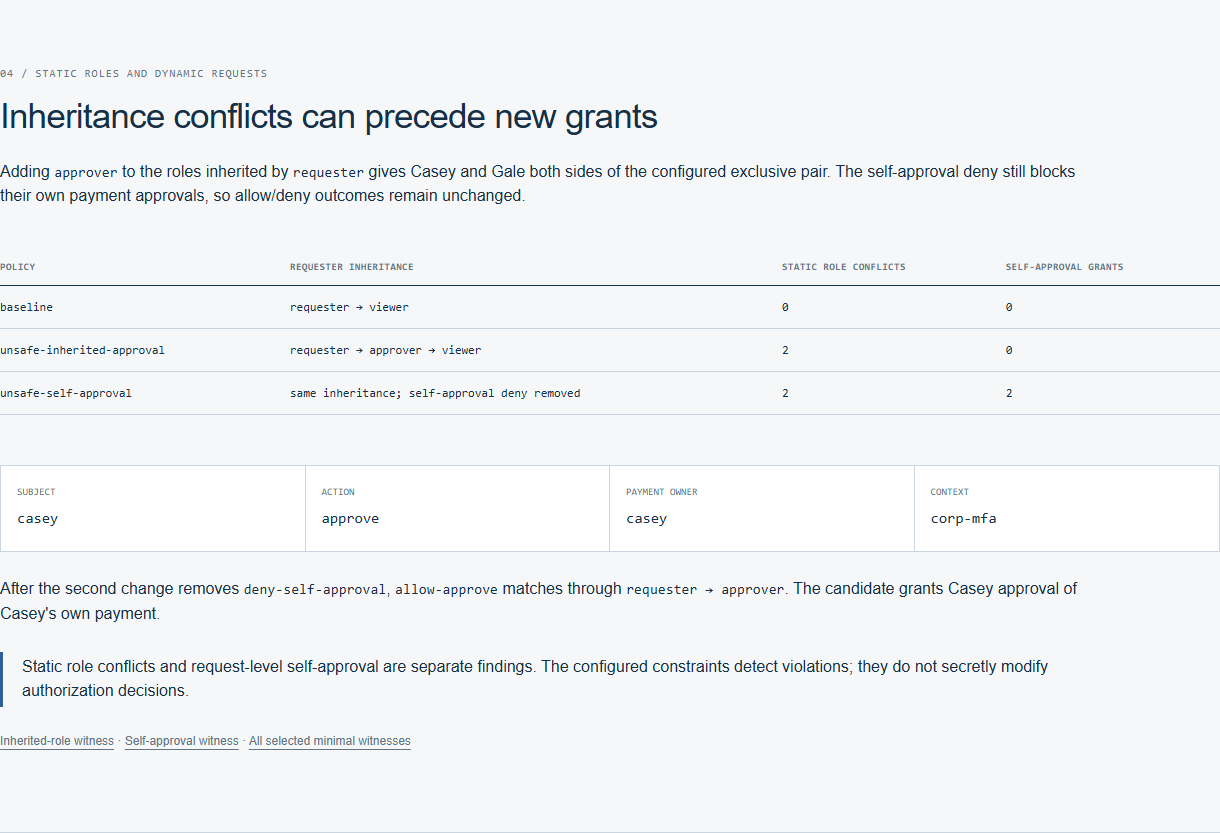 04 / STATIC ROLES AND DYNAMIC REQUESTS
Inheritance conflicts can precede new grants
Adding approver to the roles inherited by requester gives Casey and Gale both sides of the configured exclusive pair. The self-approval deny still blocks
their own payment approvals, so allow/deny outcomes remain unchanged.
POLICY REQUESTER INHERITANCE STATIC ROLE CONFLICTS SELF-APPROVAL GRANTS
baseline requester → viewer 0 0
unsafe-inherited-approval requester → approver → viewer 2 0
unsafe-self-approval same inheritance; self-approval deny removed 2 2
SUBJECT ACTION PAYMENT OWNER CONTEXT
casey approve casey corp-mfa
After the second change removes deny-self-approval, allow-approve matches through requester → approver. The candidate grants Casey approval of
Casey's own payment.
Static role conflicts and request-level self-approval are separate findings. The configured constraints detect violations; they do not secretly modify
authorization decisions.
Inherited-role witness · Self-approval witness · All selected minimal witnesses